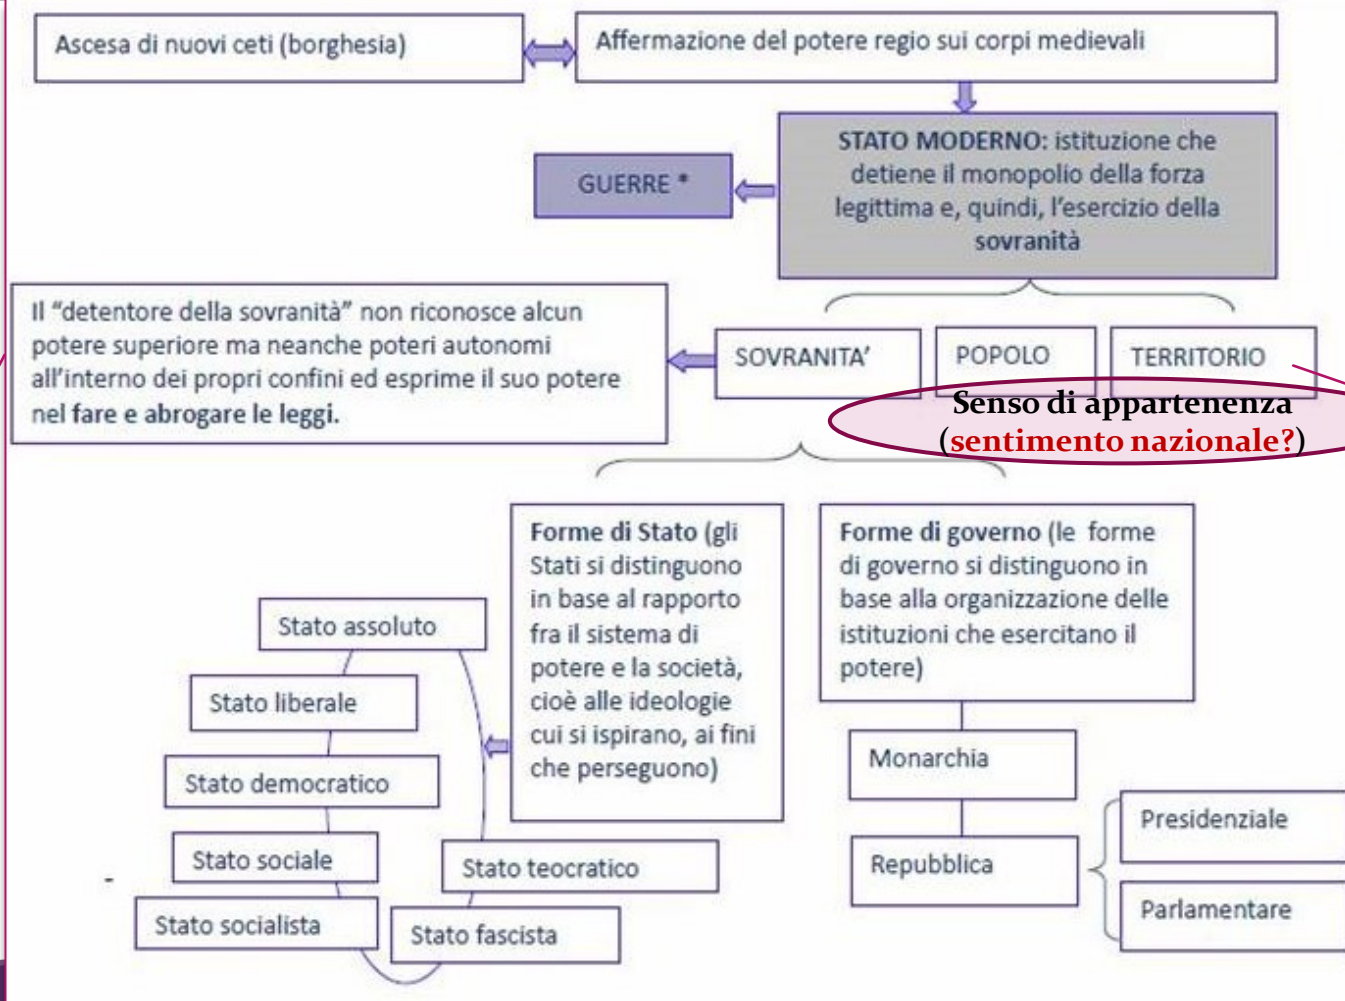 Ascesa di nuovi ceti (borghesia)
Affermazione del potere regio sui corpi medievali
STATO MODERNO: istituzione che
detiene il monopolio della forza
legittima e, quindi, l'esercizio della
sovranità
GUERRE *
Il "detentore della sovranità" non riconosce alcun
potere superiore ma neanche poteri autonomi
all'interno dei propri confini ed esprime il suo potere
nel fare e abrogare le leggi.
SOVRANITA'
POPOLO
TERRITORIO
Senso di appartenenza
(sentimento nazionale?)
Forme di Stato (gli
Stati si distinguono
in base al rapporto
fra il sistema di
potere e la società,
cioè alle ideologie
cui si ispirano, ai fini
che perseguono)
Forme di governo (le forme
di governo si distinguono in
base alla organizzazione delle
istituzioni che esercitano il
potere)
Stato assoluto
Stato liberale
Stato democratico
Stato sociale
Stato socialista
Stato teocratico
Stato fascista
Monarchia
Repubblica
Presidenziale
Parlamentare
-